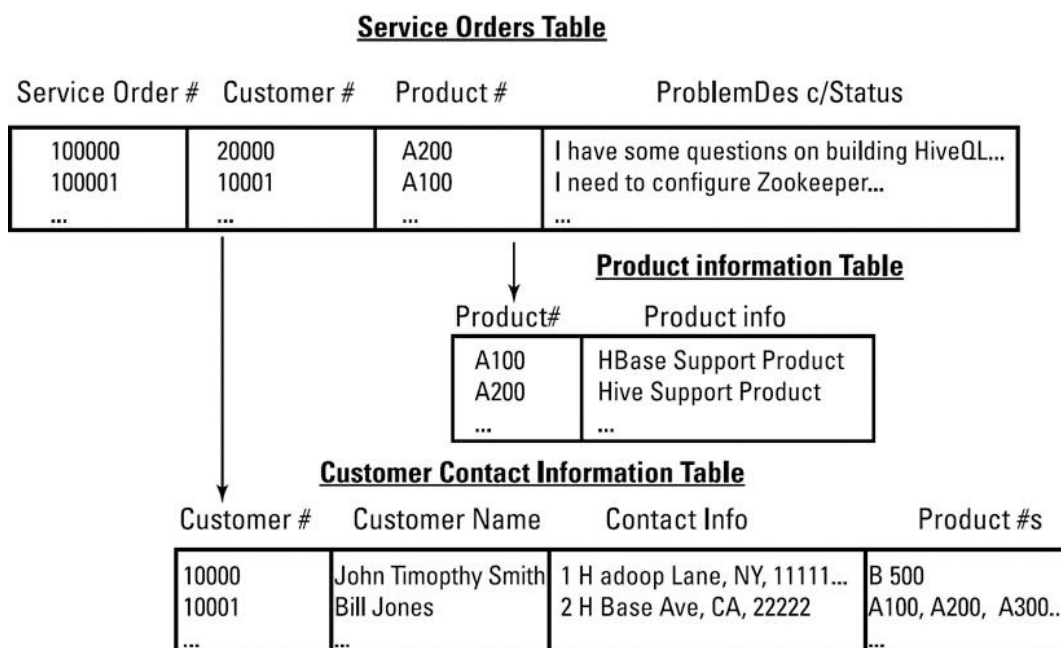 Service Orders Table
Service Order # Customer # Product # ProblemDes c/Status
100000 20000 A200 I have some questions on building HiveQL...
100001 10001 A100 I need to configure Zookeeper...
... ... ... ...
Product information Table
Product# Product info
A100 HBase Support Product
A200 Hive Support Product
... ...
Customer Contact Information Table
Customer # Customer Name Contact Info Product #s
10000 John Timopthy Smith 1 H adoop Lane, NY, 11111... B 500
10001 Bill Jones 2 H Base Ave, CA, 22222 A100, A200, A300..
... ... ...